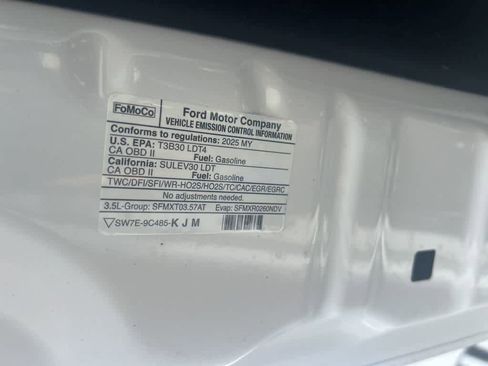 FoMoCo
Ford Motor Company
VEHICLE EMISSION CONTROL INFORMATION
Conforms to regulations: 2025 MY
U.S. EPA: T3B30 LDT4
CA OBD II Fuel: Gasoline
California: SULEV30 LDT
CA OBD II Fuel: Gasoline
TWC/DFI/SFI/WR-HO2S/HO2S/TC/CAC/EGR/EGRC
No adjustments needed.
3.5L-Group: SFMXT03.57AT Evap: SFMXR0260NDV
SW7E-9C485-KJM